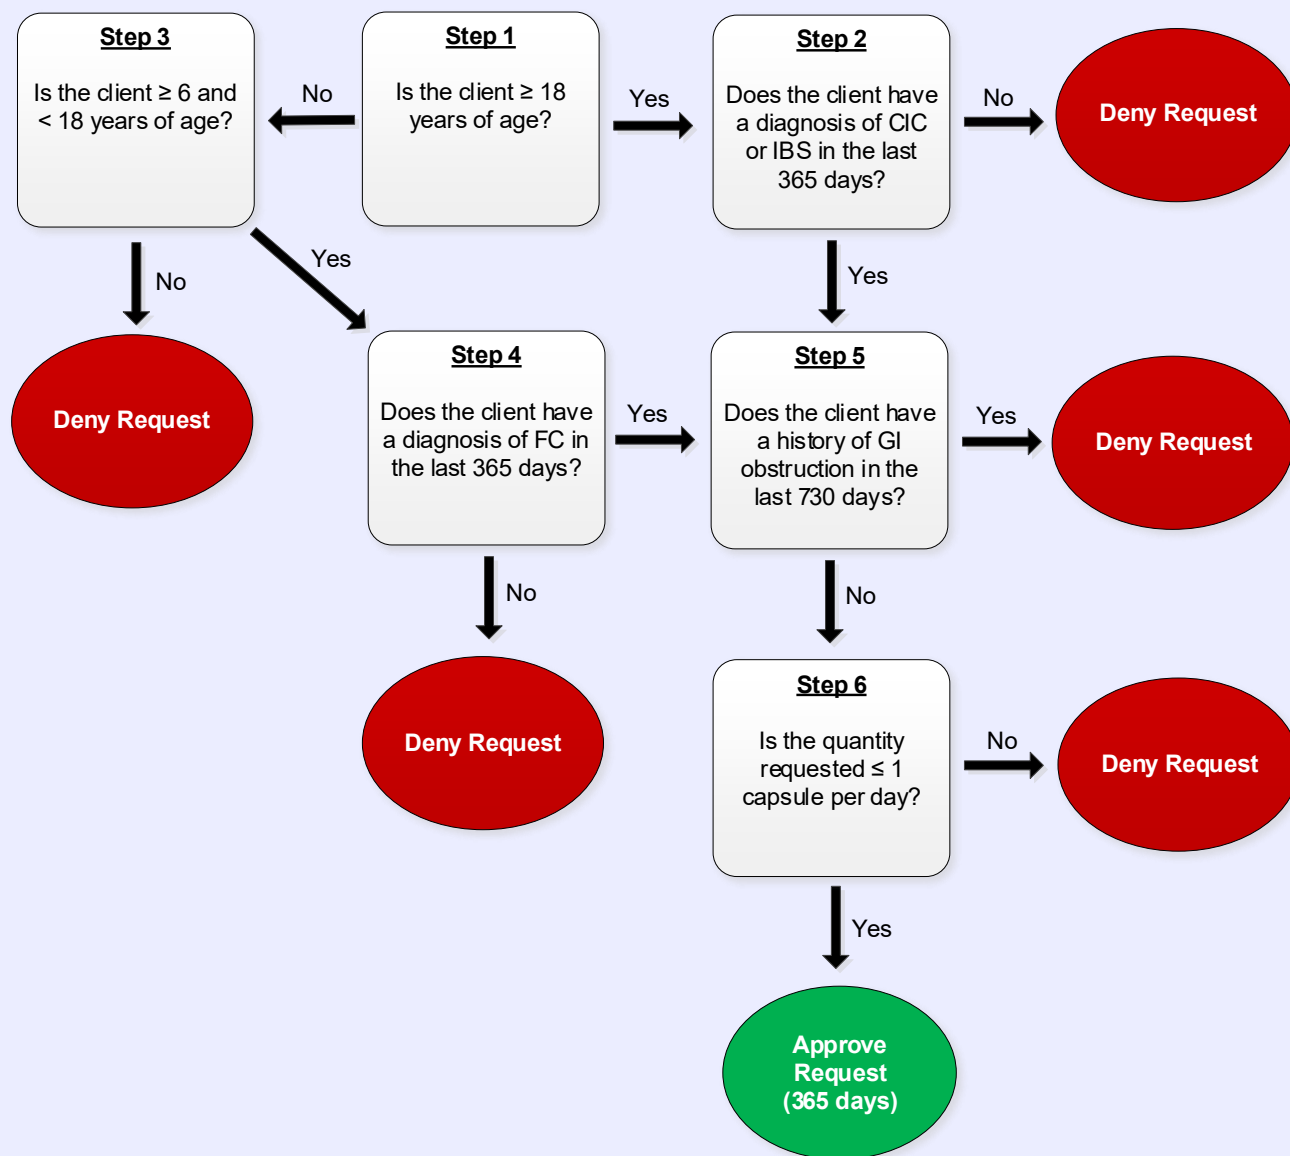 Step 3
Is the client ≥ 6 and
< 18 years of age?
No
Step 1
Is the client ≥ 18
years of age?
Yes
Step 2
Does the client have
a diagnosis of CIC
or IBS in the last
365 days?
No
Deny Request
No
Yes
Yes
Deny Request
Step 4
Does the client have
a diagnosis of FC in
the last 365 days?
Yes
Step 5
Does the client have
a history of GI
obstruction in the
last 730 days?
Yes
Deny Request
No
No
Deny Request
Step 6
Is the quantity
requested ≤ 1
capsule per day?
No
Deny Request
Yes
Approve
Request
(365 days)